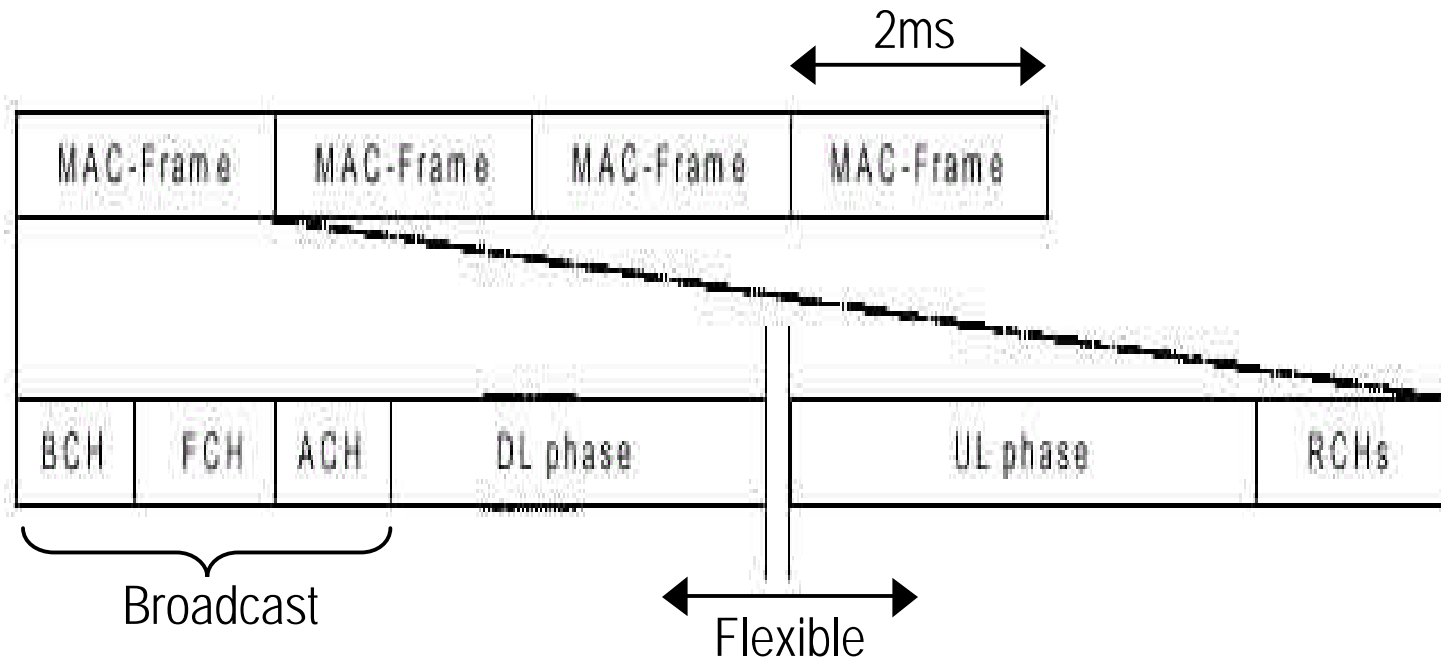 2ms
MAC-Frame MAC-Frame MAC-Frame MAC-Frame
BCH FCH ACH DL phase UL phase RCHs
Broadcast
Flexible